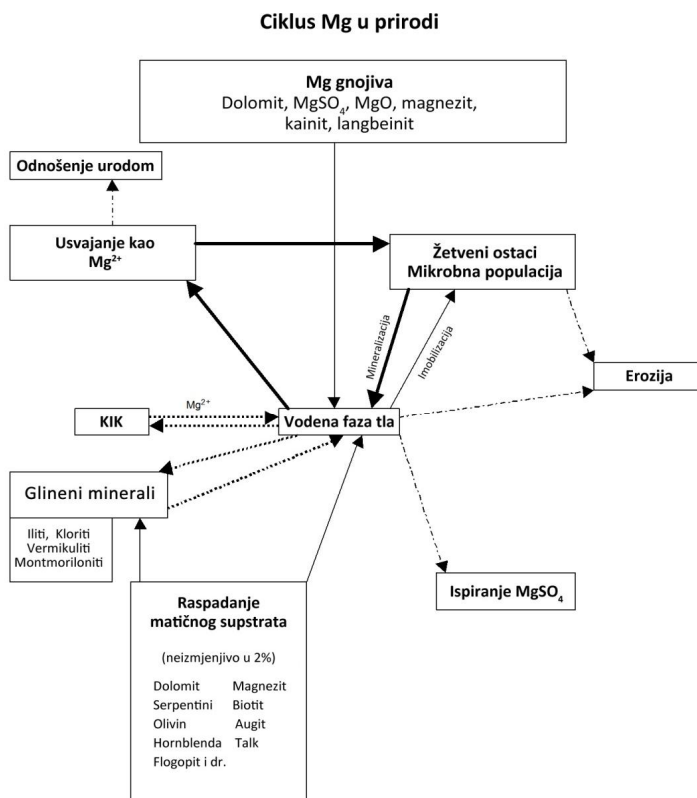 Ciklus Mg u prirodi
Mg gnojiva
Dolomit, MgSO₄, MgO, magnezit,
kainit, langbeinit
Odnošenje urodom
Usvajanje kao
Mg²⁺
Žetveni ostaci
Mikrobna populacija
Mineralizacija
Imobilizacija
Erozija
KIK
Mg²⁺
Vodena faza tla
Glineni minerali
Iliti, Kloriti
Vermikuliti
Montmoriloniti
Ispiranje MgSO₄
Raspadanje
matičnog supstrata
(neizmjenjivo u 2%)
Dolomit Magnezit
Serpentini Biotit
Olivin Augit
Hornblenda Talk
Flogopit i dr.